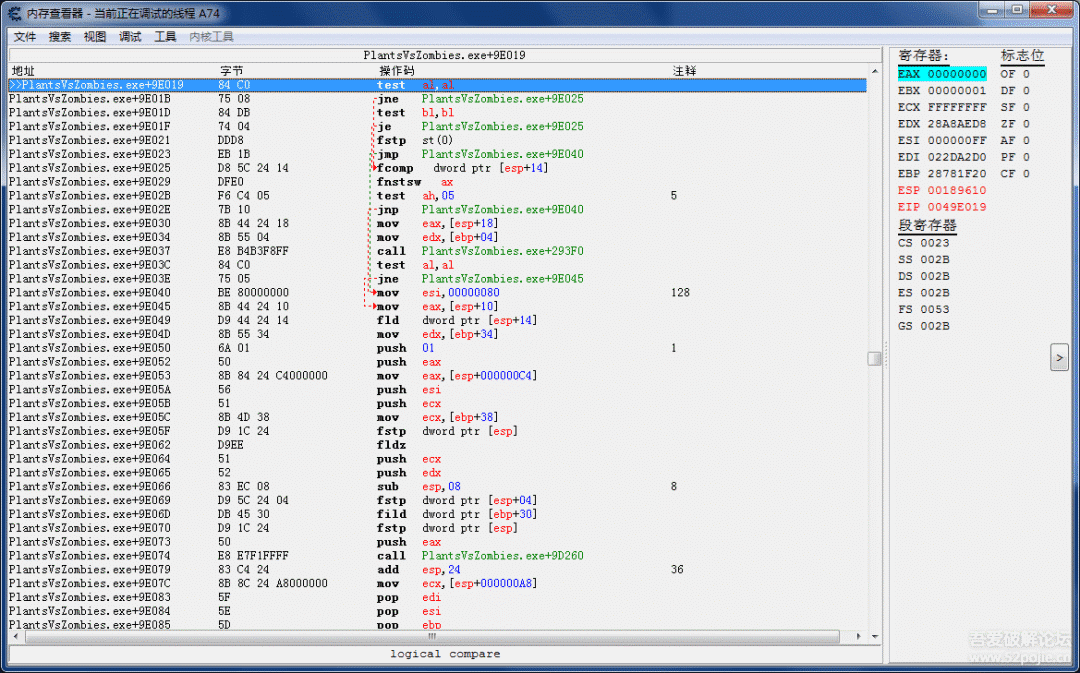 内存查看器 - 当前正在调试的线程 A74
文件 搜索 视图 调试 工具 内核工具
PlantsVsZombies.exe+9E019
地址 字节 操作码 注释
>>PlantsVsZombies.exe+9E019 84 C0 test al,al
PlantsVsZombies.exe+9E01B 75 08 jne PlantsVsZombies.exe+9E025
PlantsVsZombies.exe+9E01D 84 DB test bl,bl
PlantsVsZombies.exe+9E01F 74 04 je PlantsVsZombies.exe+9E025
PlantsVsZombies.exe+9E021 DDD8 fstp st(0)
PlantsVsZombies.exe+9E023 EB 1B jmp PlantsVsZombies.exe+9E040
PlantsVsZombies.exe+9E025 D8 5C 24 14 fcomp dword ptr [esp+14]
PlantsVsZombies.exe+9E029 DFE0 fnstsw ax
PlantsVsZombies.exe+9E02B F6 C4 05 test ah,05 5
PlantsVsZombies.exe+9E02E 7B 10 jnp PlantsVsZombies.exe+9E040
PlantsVsZombies.exe+9E030 8B 44 24 18 mov eax,[esp+18]
PlantsVsZombies.exe+9E034 8B 55 04 mov edx,[ebp+04]
PlantsVsZombies.exe+9E037 E8 B4B3F8FF call PlantsVsZombies.exe+293F0
PlantsVsZombies.exe+9E03C 84 C0 test al,al
PlantsVsZombies.exe+9E03E 75 05 jne PlantsVsZombies.exe+9E045
PlantsVsZombies.exe+9E040 BE 80000000 mov esi,00000080 128
PlantsVsZombies.exe+9E045 8B 44 24 10 mov eax,[esp+10]
PlantsVsZombies.exe+9E049 D9 44 24 14 fld dword ptr [esp+14]
PlantsVsZombies.exe+9E04D 8B 55 34 mov edx,[ebp+34]
PlantsVsZombies.exe+9E050 6A 01 push 01 1
PlantsVsZombies.exe+9E052 50 push eax
PlantsVsZombies.exe+9E053 8B 84 24 C4000000 mov eax,[esp+000000C4]
PlantsVsZombies.exe+9E05A 56 push esi
PlantsVsZombies.exe+9E05B 51 push ecx
PlantsVsZombies.exe+9E05C 8B 4D 38 mov ecx,[ebp+38]
PlantsVsZombies.exe+9E05F D9 1C 24 fstp dword ptr [esp]
PlantsVsZombies.exe+9E062 D9EE fldz
PlantsVsZombies.exe+9E064 51 push ecx
PlantsVsZombies.exe+9E065 52 push edx
PlantsVsZombies.exe+9E066 83 EC 08 sub esp,08 8
PlantsVsZombies.exe+9E069 D9 5C 24 04 fstp dword ptr [esp+04]
PlantsVsZombies.exe+9E06D DB 45 30 fild dword ptr [ebp+30]
PlantsVsZombies.exe+9E070 D9 1C 24 fstp dword ptr [esp]
PlantsVsZombies.exe+9E073 50 push eax
PlantsVsZombies.exe+9E074 E8 E7F1FFFF call PlantsVsZombies.exe+9D260
PlantsVsZombies.exe+9E079 83 C4 24 add esp,24 36
PlantsVsZombies.exe+9E07C 8B 8C 24 A8000000 mov ecx,[esp+000000A8]
PlantsVsZombies.exe+9E083 5F pop edi
PlantsVsZombies.exe+9E084 5E pop esi
PlantsVsZombies.exe+9E085 5D pop ebp
logical compare
寄存器: 标志位
EAX 00000000 OF 0
EBX 00000001 DF 0
ECX FFFFFFFF SF 0
EDX 28A8AED8 ZF 0
ESI 000000FF AF 0
EDI 022DA2D0 PF 0
EBP 28781F20 CF 0
ESP 00189610
EIP 0049E019
段寄存器
CS 0023
SS 002B
DS 002B
ES 002B
FS 0053
GS 002B
>
吾爱破解论坛
www.52pojie.cn